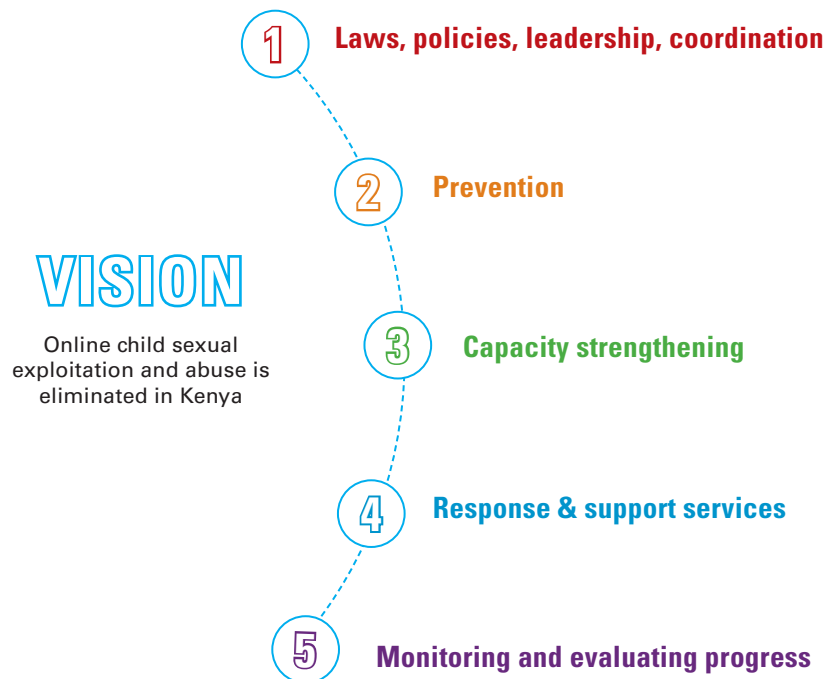 1 Laws, policies, leadership, coordination
2 Prevention
VISION
Online child sexual
exploitation and abuse is
eliminated in Kenya
3 Capacity strengthening
4 Response & support services
5 Monitoring and evaluating progress